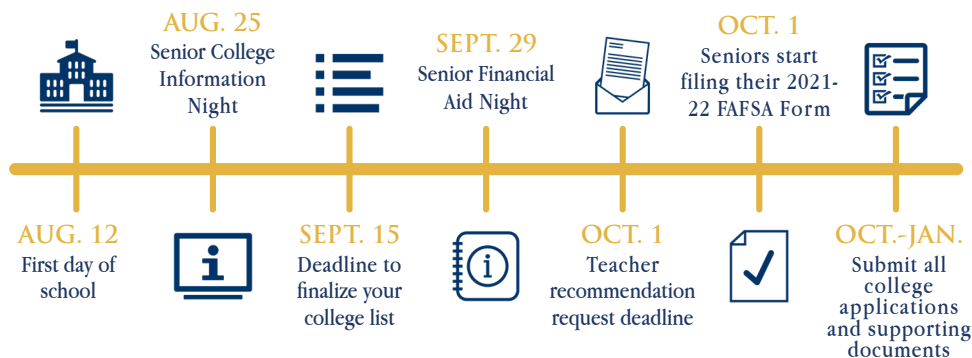 AUG. 25
Senior College
Information
Night
SEPT. 29
Senior Financial
Aid Night
OCT. 1
Seniors start
filing their 2021-
22 FAFSA Form
AUG. 12
First day of
school
SEPT. 15
Deadline to
finalize your
college list
OCT. 1
Teacher
recommendation
request deadline
OCT.-JAN.
Submit all
college
applications
and supporting
documents